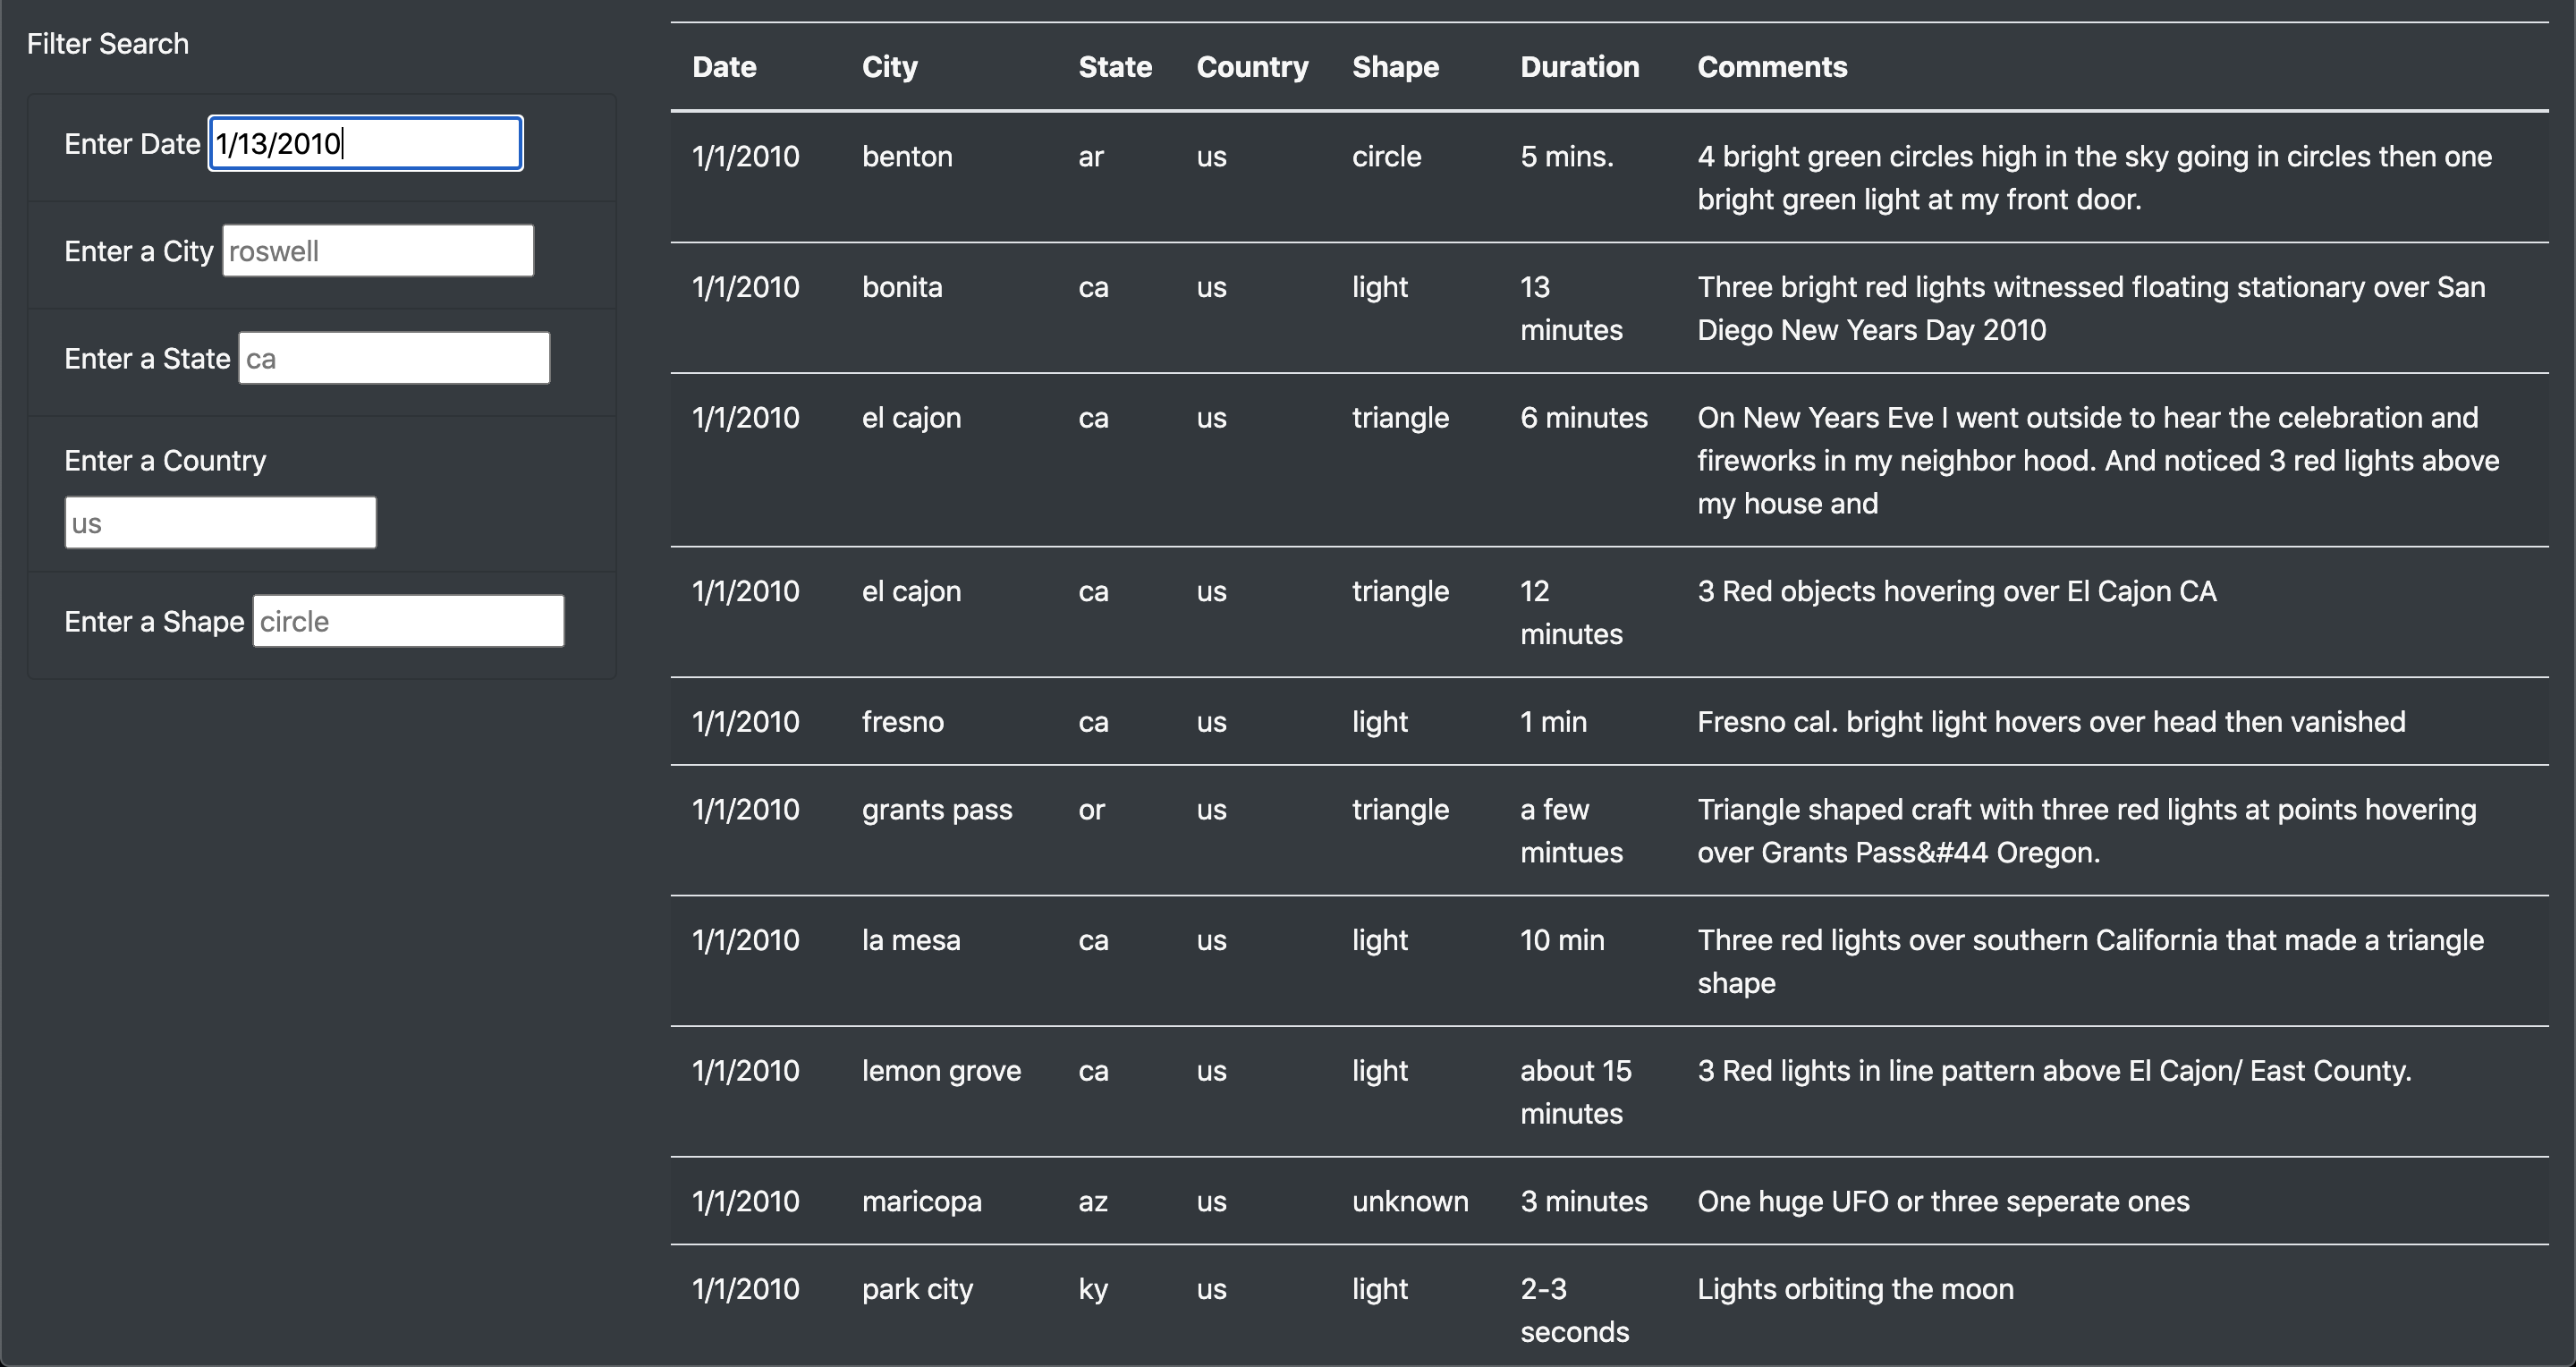 Filter Search
Enter Date 1/13/2010
Enter a City roswell
Enter a State ca
Enter a Country
us
Enter a Shape circle
Date City State Country Shape Duration Comments
1/1/2010 benton ar us circle 5 mins. 4 bright green circles high in the sky going in circles then one
bright green light at my front door.
1/1/2010 bonita ca us light 13 Three bright red lights witnessed floating stationary over San
minutes Diego New Years Day 2010
1/1/2010 el cajon ca us triangle 6 minutes On New Years Eve I went outside to hear the celebration and
fireworks in my neighbor hood. And noticed 3 red lights above
my house and
1/1/2010 el cajon ca us triangle 12 3 Red objects hovering over El Cajon CA
minutes
1/1/2010 fresno ca us light 1 min Fresno cal. bright light hovers over head then vanished
1/1/2010 grants pass or us triangle a few Triangle shaped craft with three red lights at points hovering
mintues over Grants Pass&#44 Oregon.
1/1/2010 la mesa ca us light 10 min Three red lights over southern California that made a triangle
shape
1/1/2010 lemon grove ca us light about 15 3 Red lights in line pattern above El Cajon/ East County.
minutes
1/1/2010 maricopa az us unknown 3 minutes One huge UFO or three seperate ones
1/1/2010 park city ky us light 2-3 Lights orbiting the moon
seconds